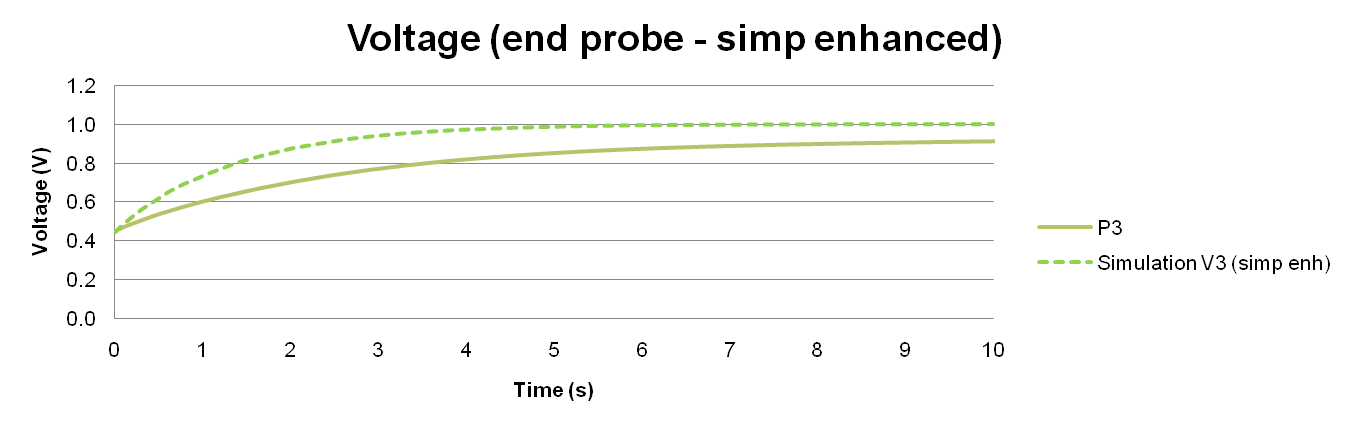 Voltage (end probe - simp enhanced)
1.2
1.0
0.8
0.6
0.4
0.2
0.0
Voltage (V)
0 1 2 3 4 5 6 7 8 9 10
Time (s)
P3
Simulation V3 (simp enh)